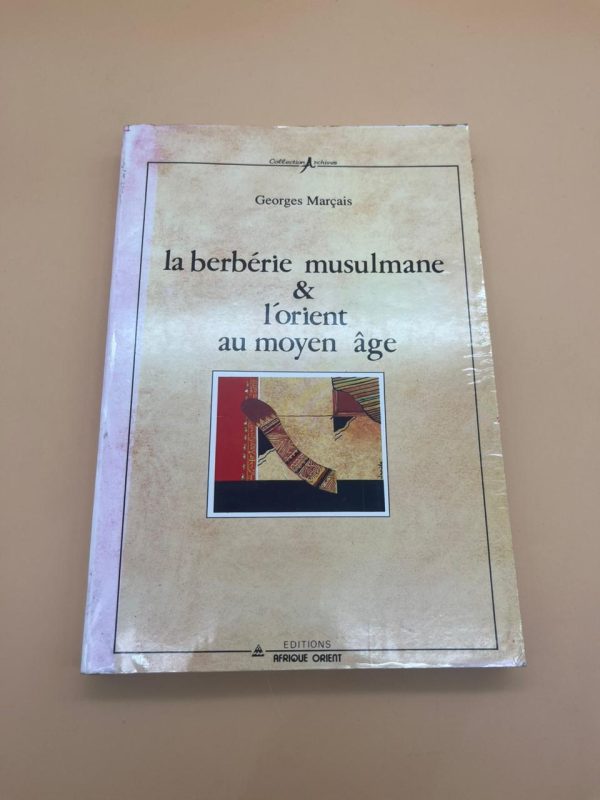 Collection Archives
Georges Marçais
la berbérie musulmane
&
l'orient
au moyen âge
EDITIONS
AFRIQUE ORIENT